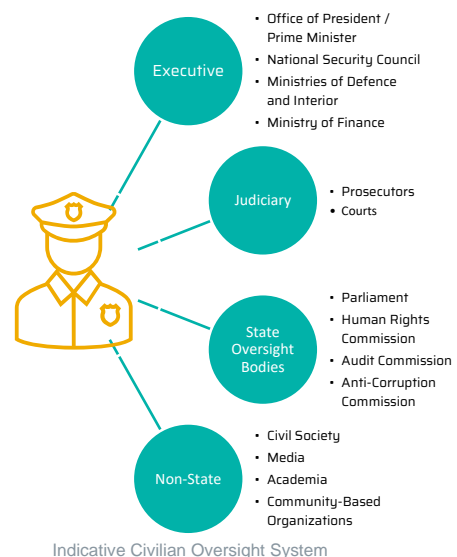 Executive
• Office of President /
Prime Minister
• National Security Council
• Ministries of Defence
and Interior
• Ministry of Finance
Judiciary
• Prosecutors
• Courts
State
Oversight
Bodies
• Parliament
• Human Rights
Commission
• Audit Commission
• Anti-Corruption
Commission
Non-State
• Civil Society
• Media
• Academia
• Community-Based
Organizations
Indicative Civilian Oversight System